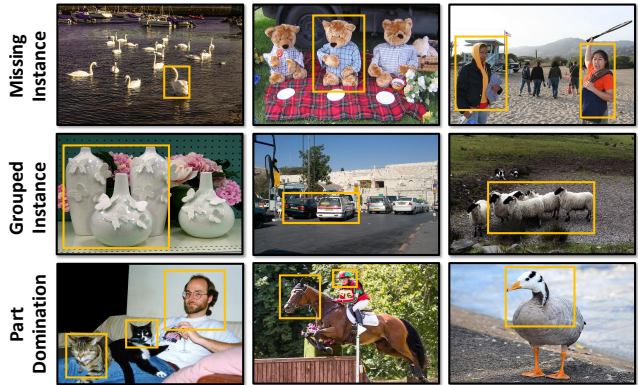 Missing
Instance
Grouped
Instance
Part
Domination